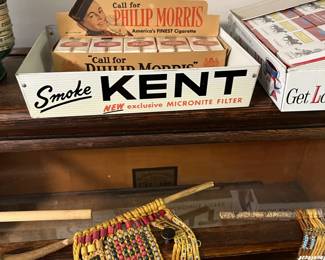 Call for
PHILIP MORRIS
America's FINEST Cigarette
"Call for
PHILIP MORRIS
Smoke KENT
NEW exclusive MICRONITE FILTER
Get